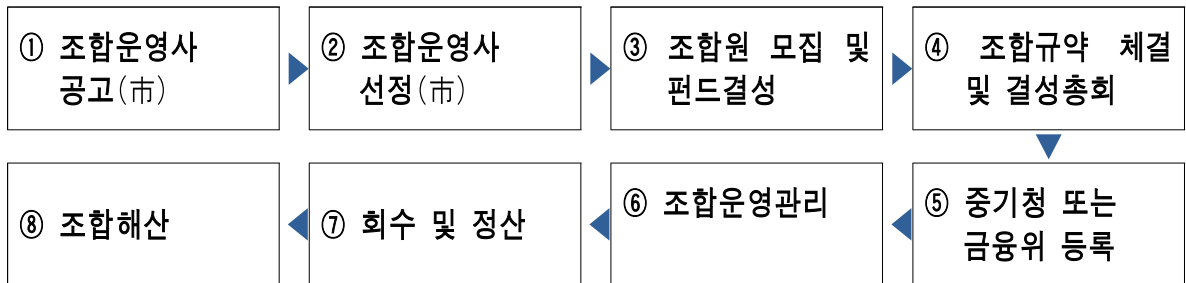 ① 조합운영사
공고(市)
② 조합운영사
선정(市)
③ 조합원 모집 및
펀드결성
④ 조합규약 체결
및 결성총회
⑤ 중기청 또는
금융위 등록
⑥ 조합운영관리
⑦ 회수 및 정산
⑧ 조합해산